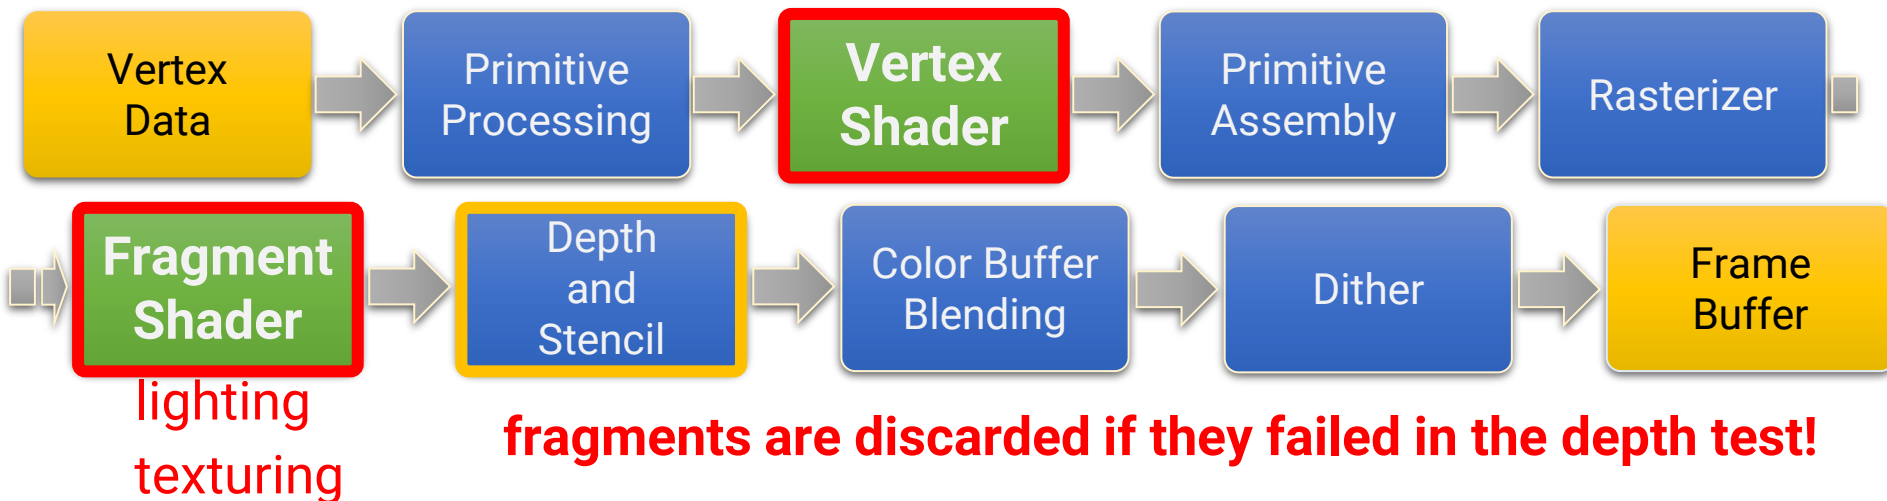 Vertex
Data
Primitive
Processing
Vertex
Shader
Primitive
Assembly
Rasterizer
Fragment
Shader
Depth
and
Stencil
Color Buffer
Blending
Dither
Frame
Buffer
lighting
texturing
fragments are discarded if they failed in the depth test!